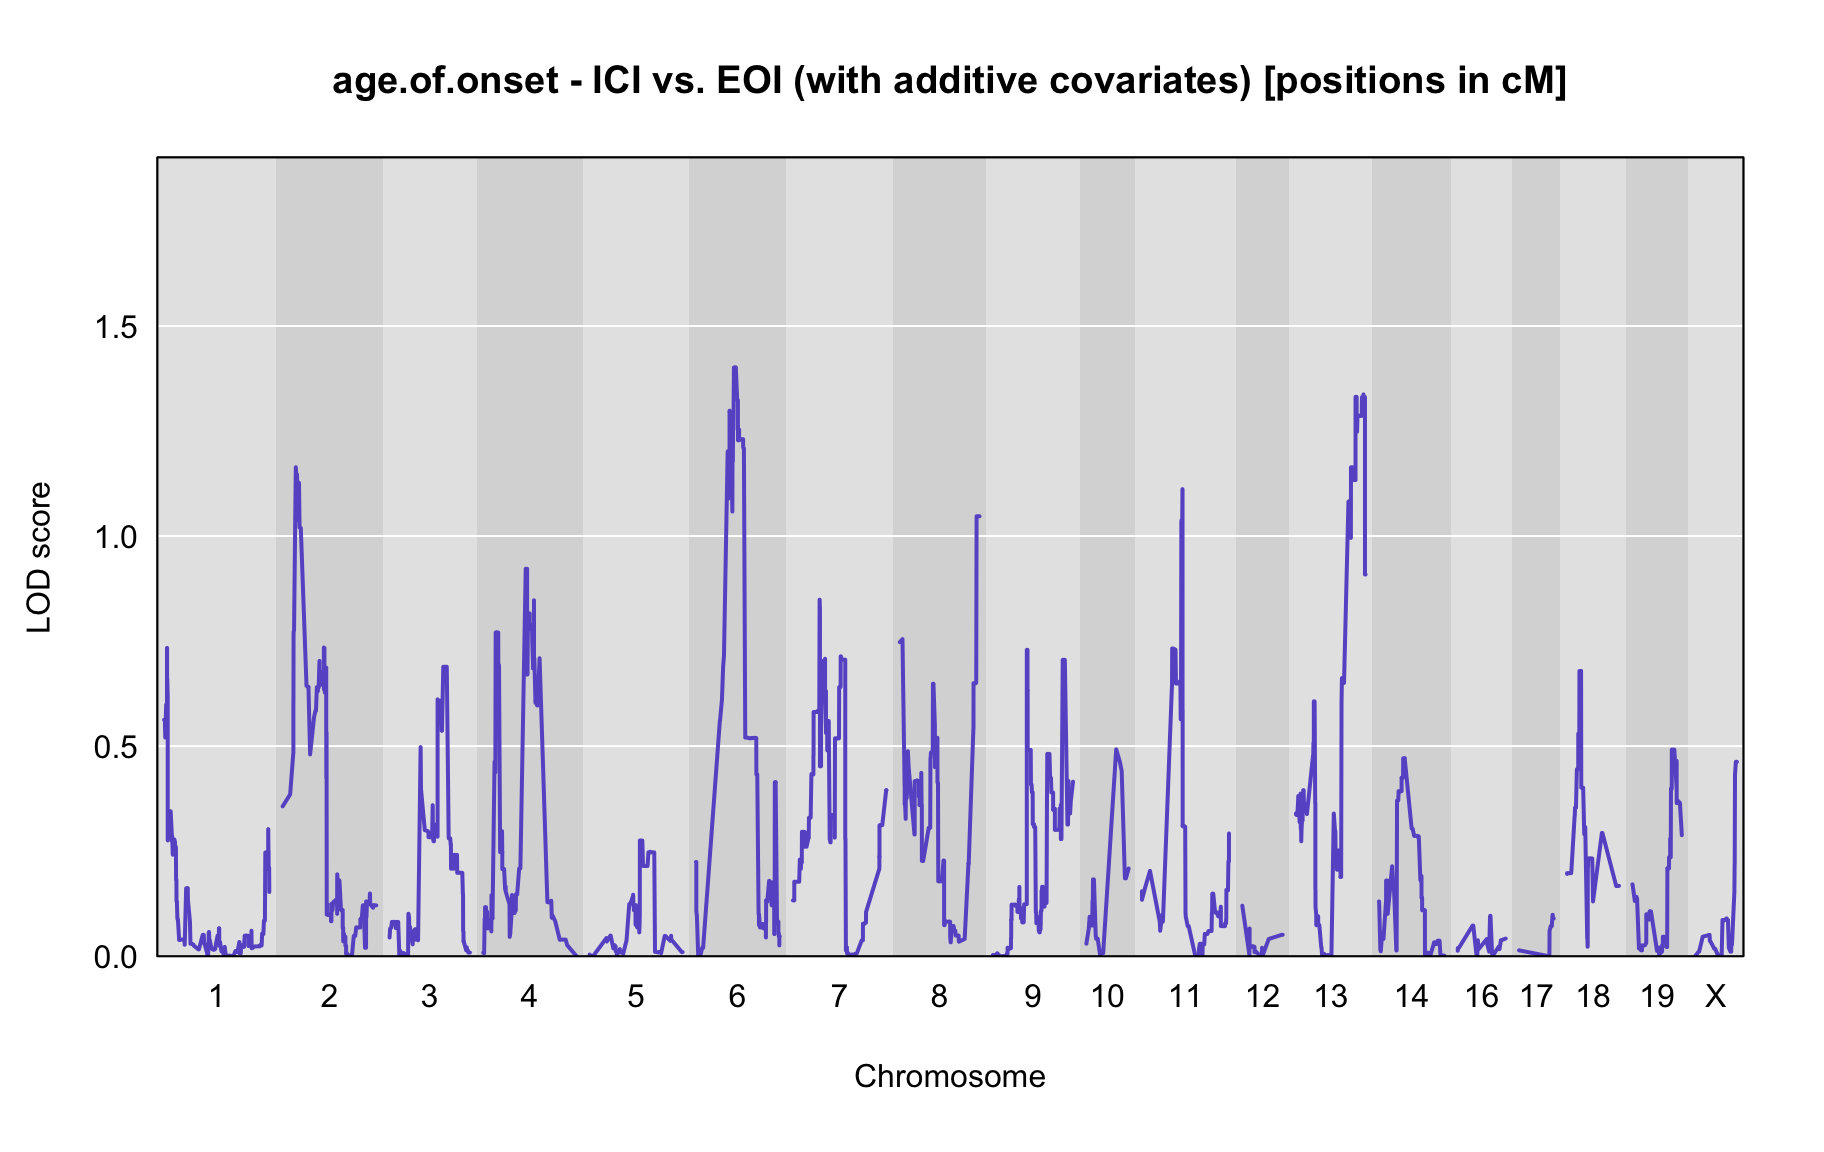 age.of.onset - ICI vs. EOI (with additive covariates) [positions in cM]
LOD score
1.5
1.0
0.5
0.0
1 2 3 4 5 6 7 8 9 10 11 12 13 14 16 17 18 19 X
Chromosome